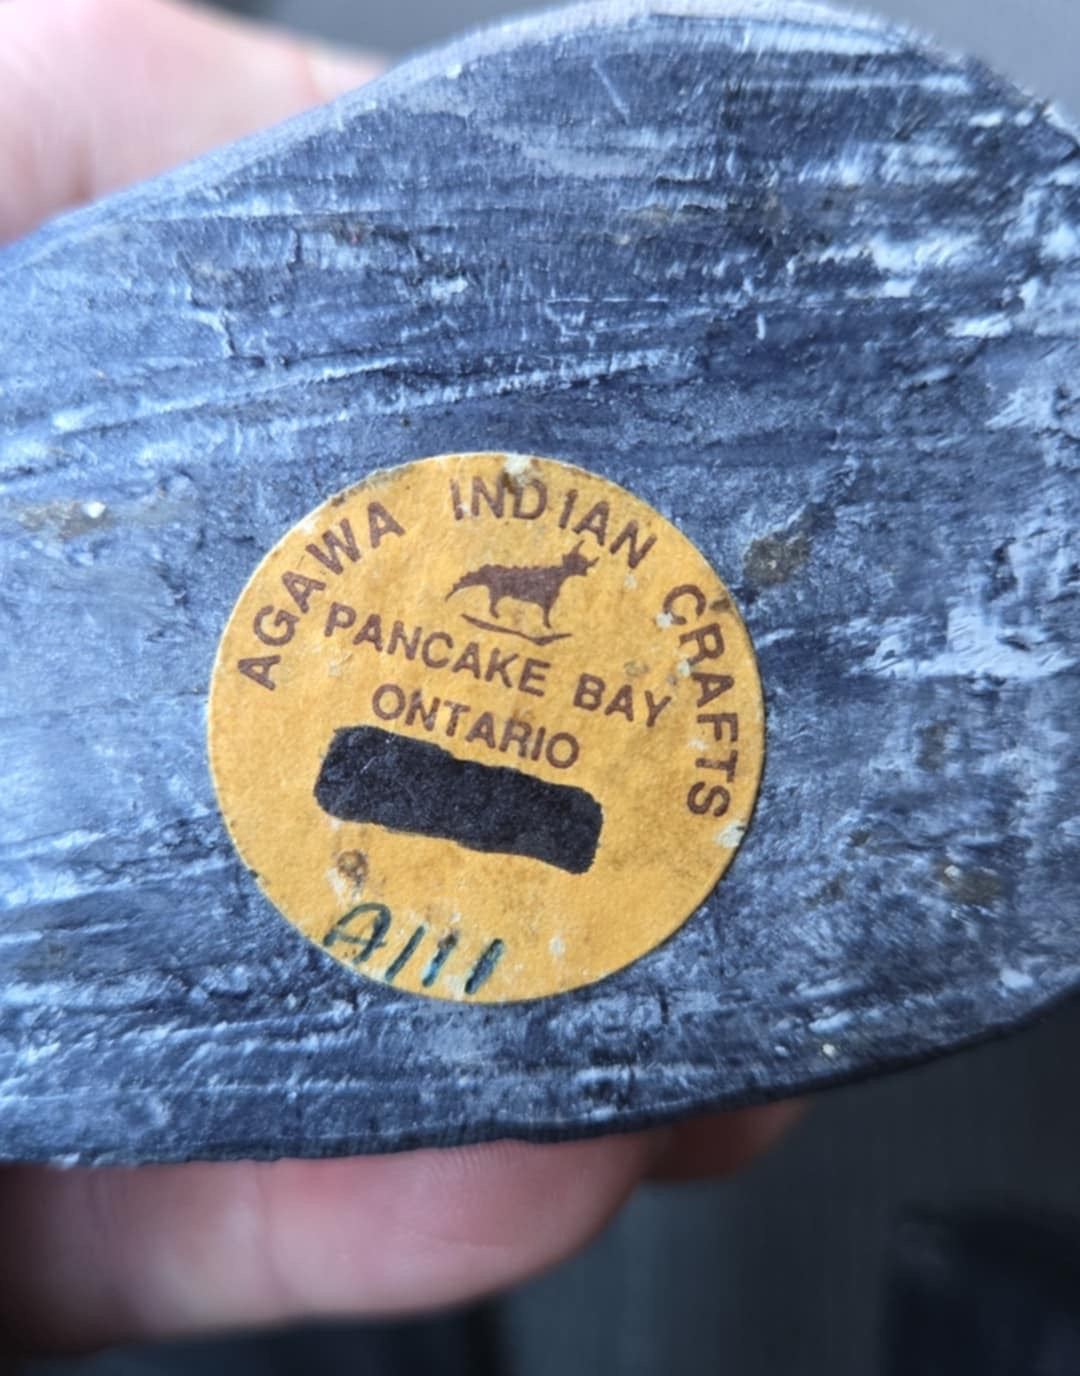 AGAWA INDIAN CRAFTS
PANCAKE BAY
ONTARIO
A111